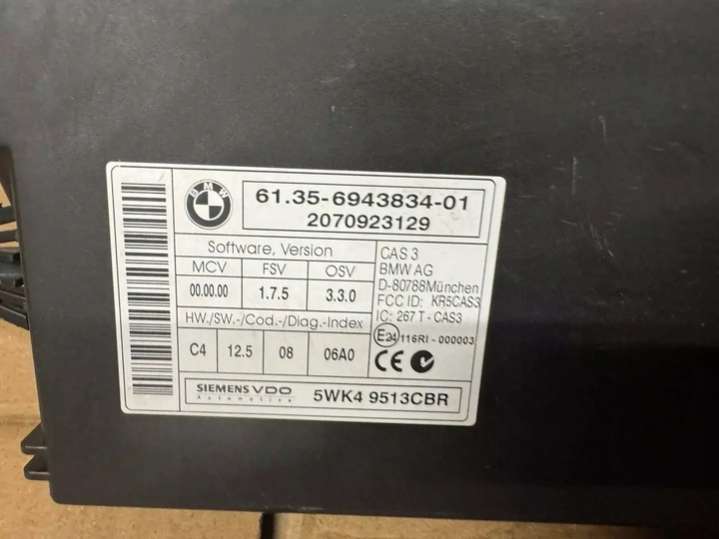 BMW
61.35-6943834-01
2070923129
Software, Version
MCV FSV OSV
00.00.00 1.7.5 3.3.0
HW./SW.-/Cod.-/Diag.-Index
C4 12.5 08 06A0
CAS 3
BMW AG
D-80788München
FCC ID: KR5CAS3
IC: 267 T - CAS3
E24 116RI - 000003
CE
SIEMENS VDO
Automotive
5WK4 9513CBR